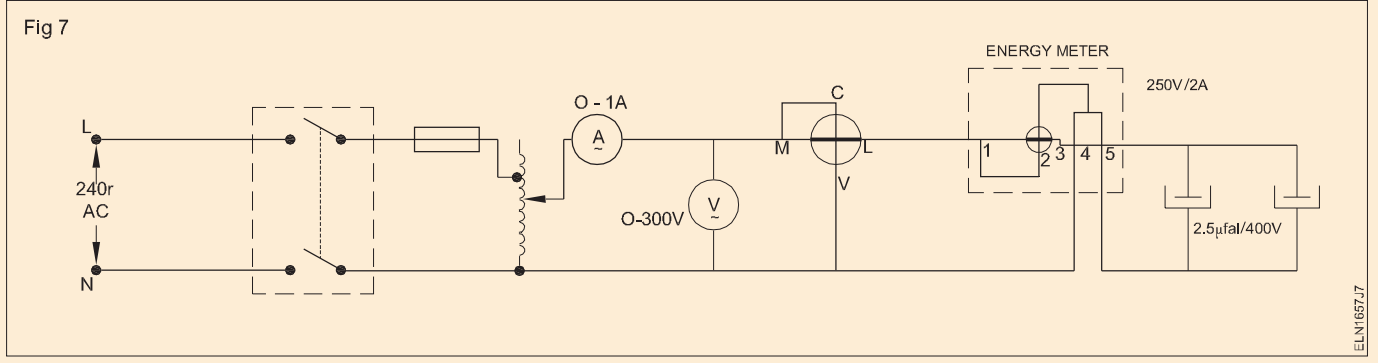 Fig 7
ENERGY METER
250V/2A
O - 1A
C
L
A
~
M
L
1
2
3
4
5
240r
AC
V
O-300V
V
~
2.5µfal/400V
N
ELN1657J7